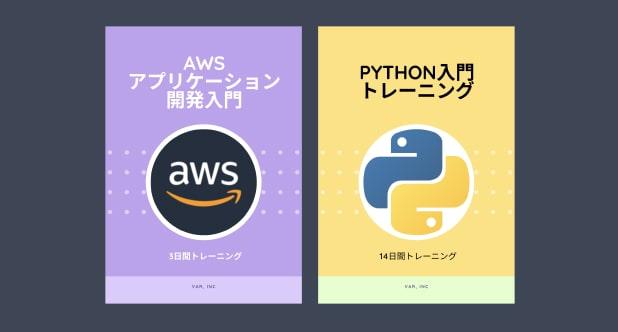 AWS
アプリケーション
開発入門
aws
3日間トレーニング
VAR, INC
PYTHON入門
トレーニング
14日間トレーニング
VAR, INC